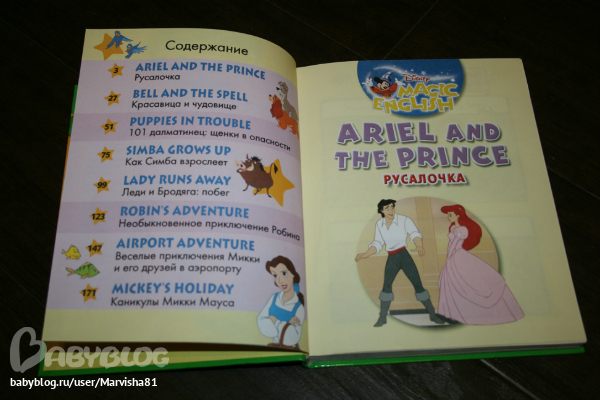 Содержание
3 ARIEL AND THE PRINCE
Русалочка
27 BELL AND THE SPELL
Красавица и чудовище
51 PUPPIES IN TROUBLE
101 далматинец: щенки в опасности
75 SIMBA GROWS UP
Как Симба взрослеет
99 LADY RUNS AWAY
Леди и Бродяга: побег
123 ROBIN'S ADVENTURE
Необыкновенное приключение Робина
147 AIRPORT ADVENTURE
Веселые приключения Микки
и его друзей в аэропорту
171 MICKEY'S HOLIDAY
Каникулы Микки Мауса
Disney
MAGIC
ENGLISH
ARIEL AND
THE PRINCE
РУСАЛОЧКА
BABYBLOG
babyblog.ru/user/Marvisha81